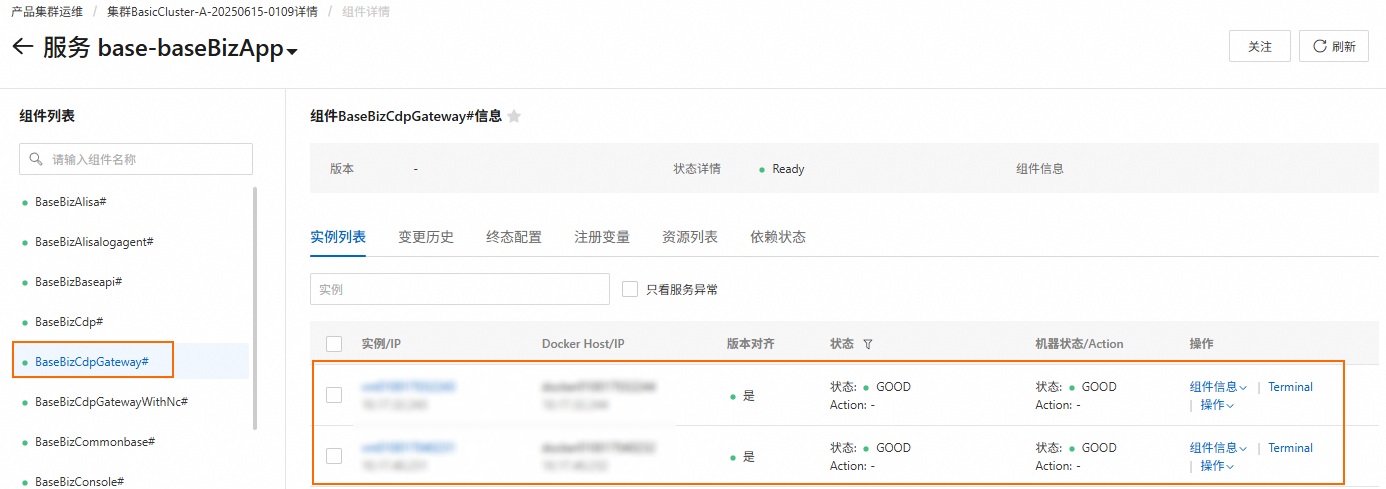 产品集群运维 / 集群BasicCluster-A-20250615-0109详情 / 组件详情
服务 base-baseBizApp
关注
刷新
组件列表
请输入组件名称
BaseBizAlisa#
BaseBizAlisalogagent#
BaseBizBaseapi#
BaseBizCdp#
BaseBizCdpGateway#
BaseBizCdpGatewayWithNc#
BaseBizCommonbase#
BaseBizConsole#
组件BaseBizCdpGateway#信息
版本 - 状态详情 Ready 组件信息
实例列表 变更历史 终态配置 注册变量 资源列表 依赖状态
实例 只看服务异常
实例/IP Docker Host/IP 版本对齐 状态 机器状态/Action 操作
是 状态: GOOD 状态: GOOD 组件信息 | Terminal
Action: - Action: - | 操作
是 状态: GOOD 状态: GOOD 组件信息 | Terminal
Action: - Action: - | 操作